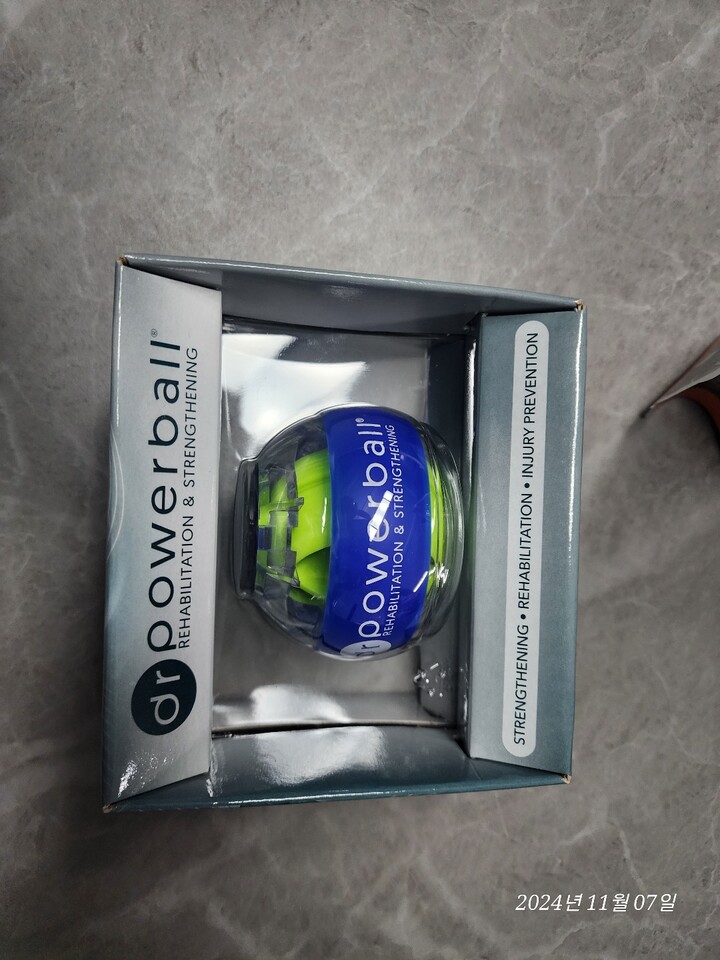 dr powerball®
REHABILITATION & STRENGTHENING
dr powerball®
REHABILITATION & STRENGTHENING
STRENGTHENING • REHABILITATION • INJURY PREVENTION
2024년 11월 07일